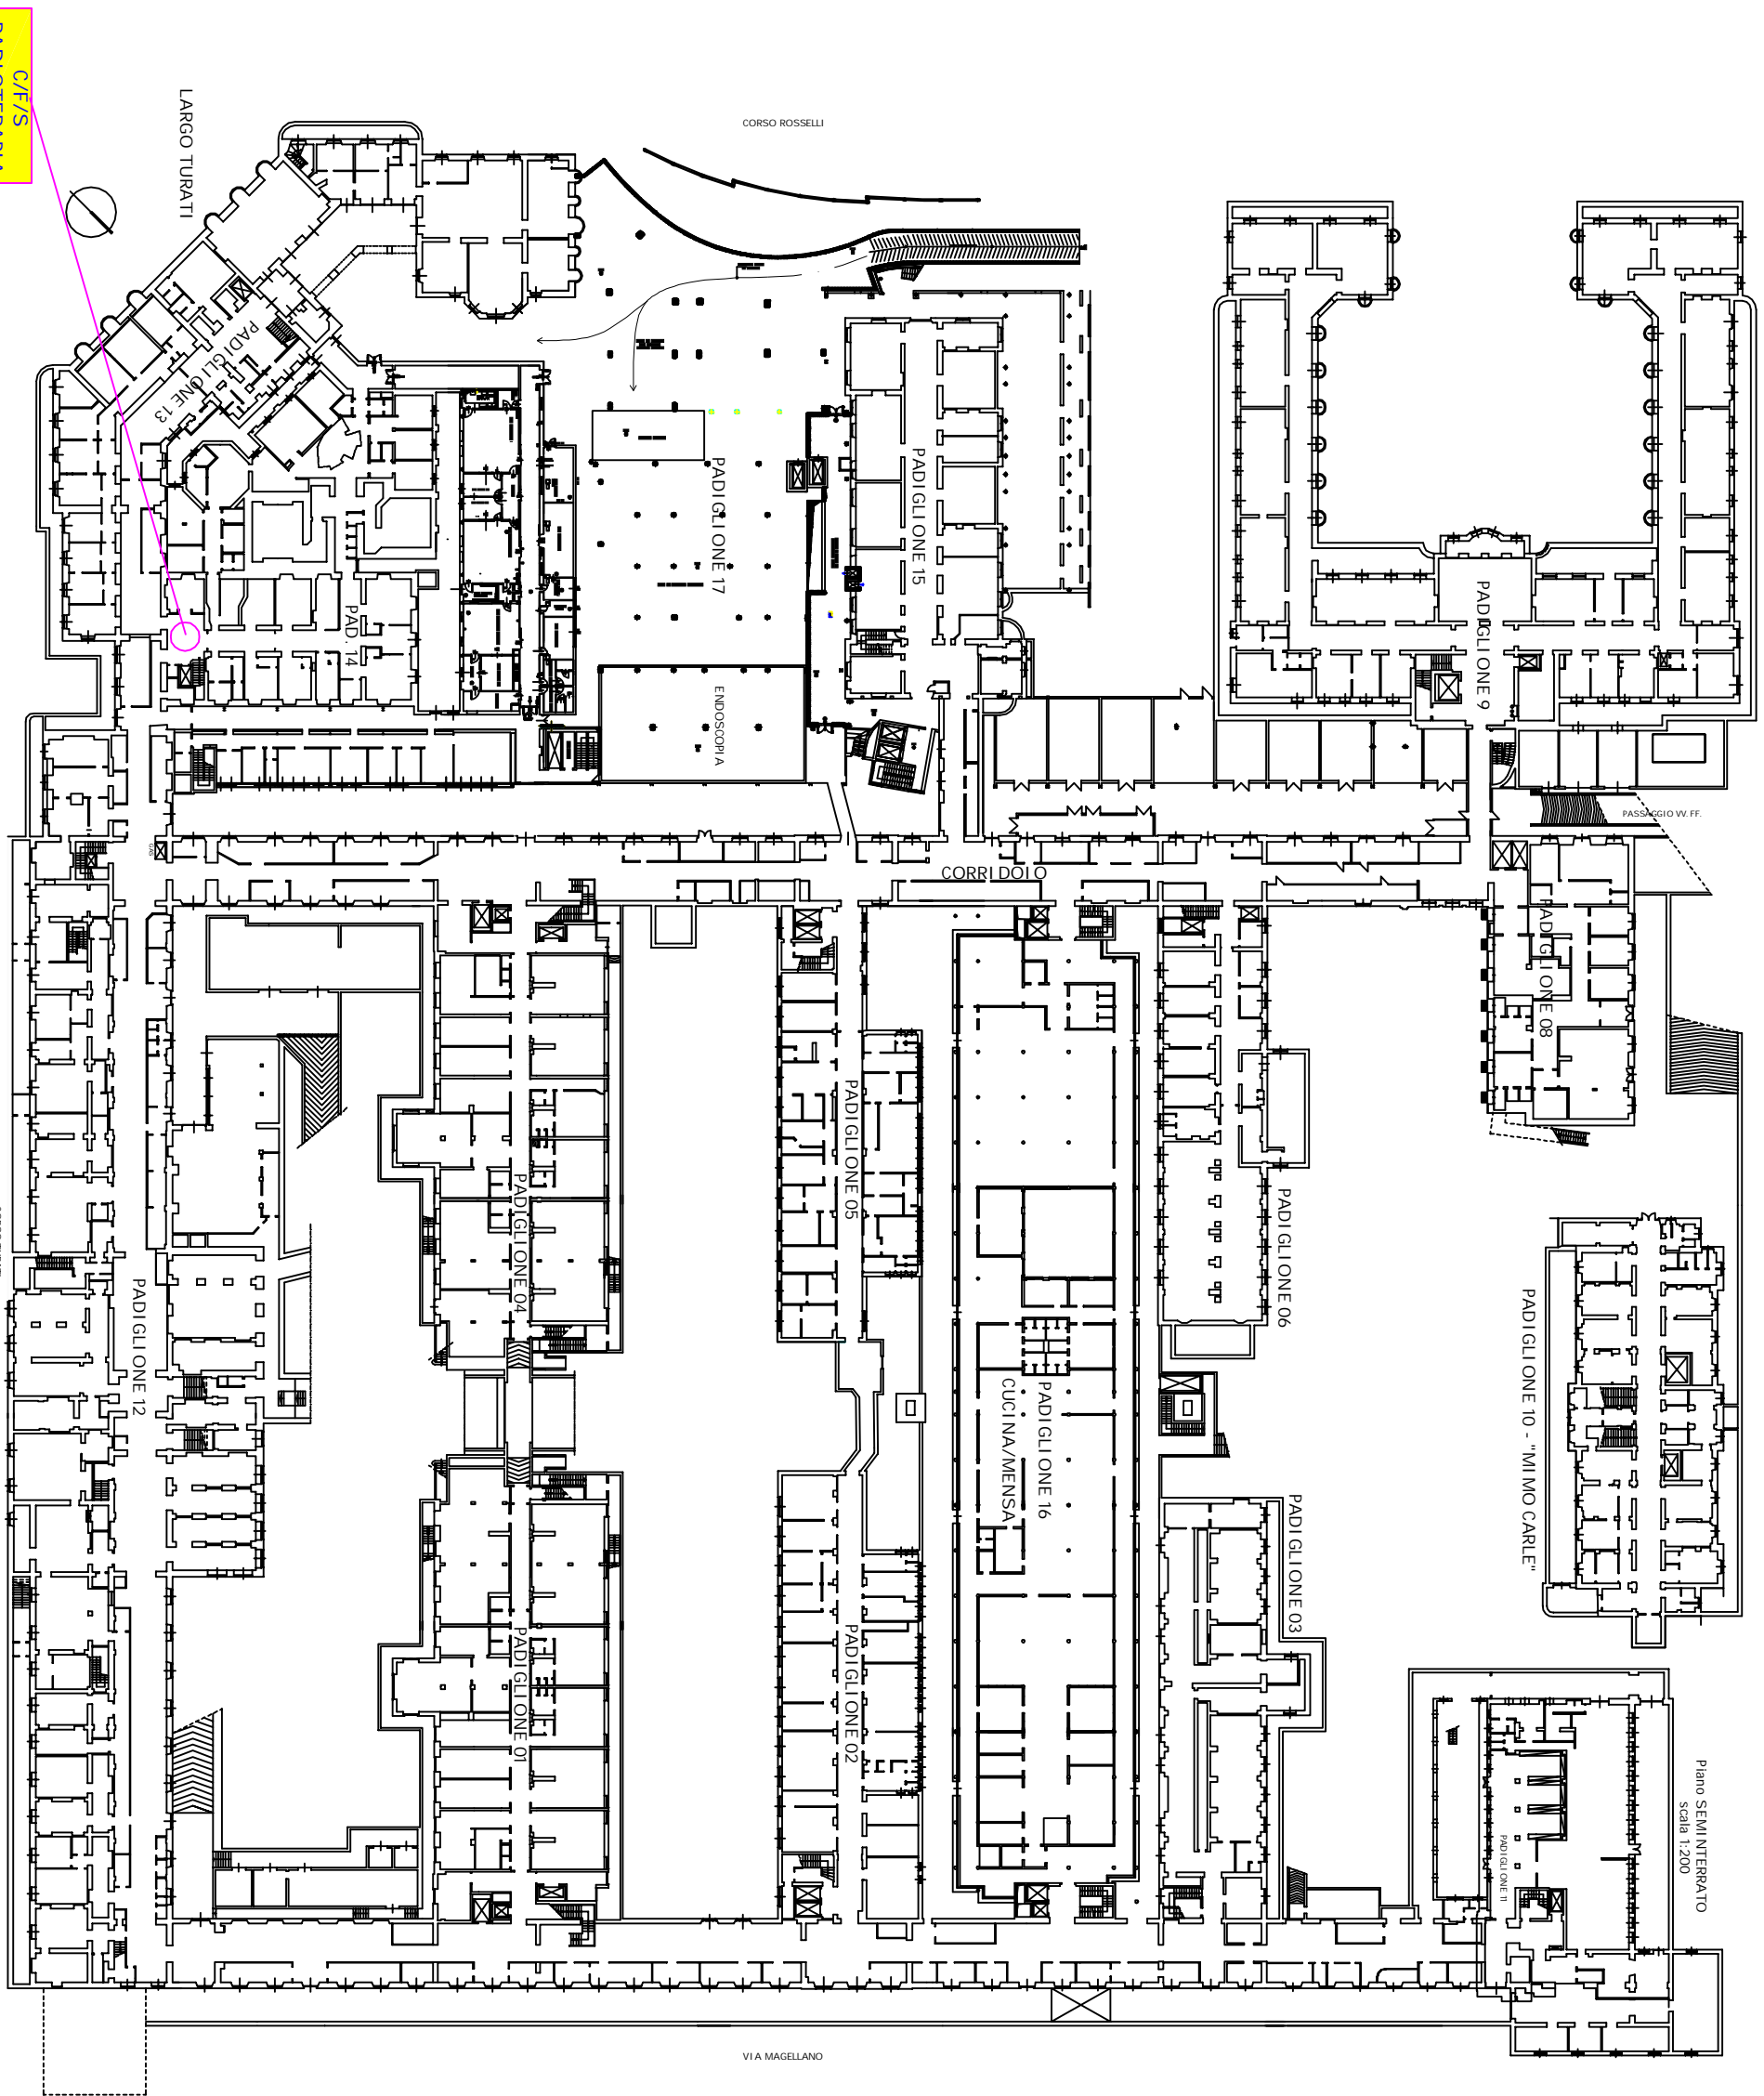 C/F/S
RADIOTERAPIA
LARGO TURATI
CORSO ROSSELLI
PADIGLIONE 13
PAD. 14
PADIGLIONE 17
PADIGLIONE 15
PADIGLIONE 9
ENDOSCOPIA
PASSAGGIO VV. FF.
GAS
CORRIDOIO
PADIGLIONE 08
PADIGLIONE 05
PADIGLIONE 04
PADIGLIONE 06
PADIGLIONE 12
PADIGLIONE 10 - "MIMO CARLE"
PADIGLIONE 16
CUCINA/MENSA
PADIGLIONE 03
PADIGLIONE 01
PADIGLIONE 02
PADIGLIONE 11
Piano SEMINTERRATO
scala 1:200
VIA MAGELLANO